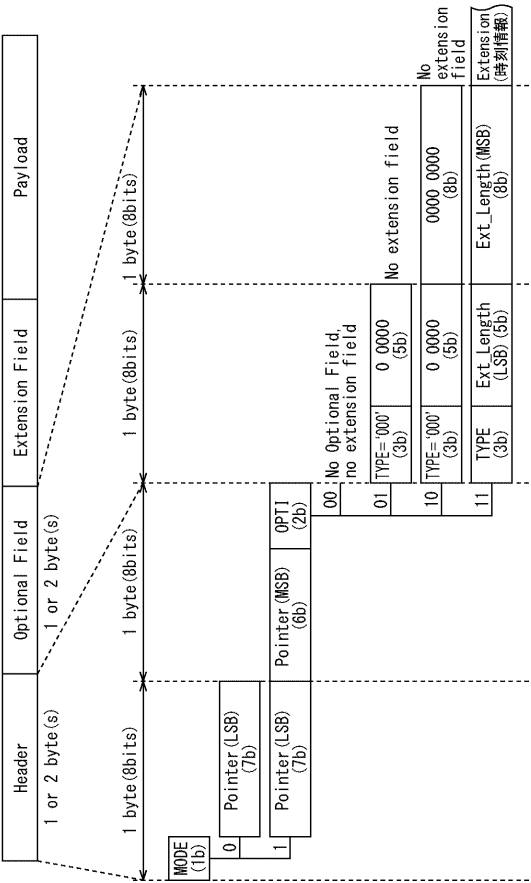 Header
Optional Field
Extension Field
Payload
1 or 2 byte(s)
1 or 2 byte(s)
1 byte(8bits)
1 byte(8bits)
1 byte(8bits)
1 byte(8bits)
MODE
(1b)
0
Pointer(LSB)
(7b)
1
Pointer(LSB)
(7b)
Pointer(MSB)
(6b)
OPTI
(2b)
00
No Optional Field,
no extension field
01
TYPE='000'
(3b)
0 0000
(5b)
No extension field
10
TYPE='000'
(3b)
0 0000
(5b)
0000 0000
(8b)
No
extension
field
11
TYPE
(3b)
Ext_Length
(LSB)(5b)
Ext_Length(MSB)
(8b)
Extension
(時刻情報)